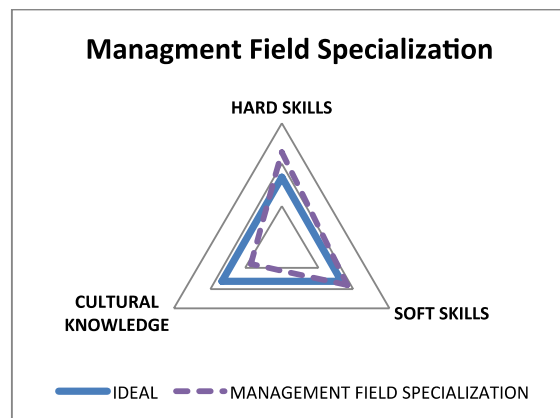 Managment Field Specialization
HARD SKILLS
CULTURAL
KNOWLEDGE
SOFT SKILLS
IDEAL
MANAGEMENT FIELD SPECIALIZATION